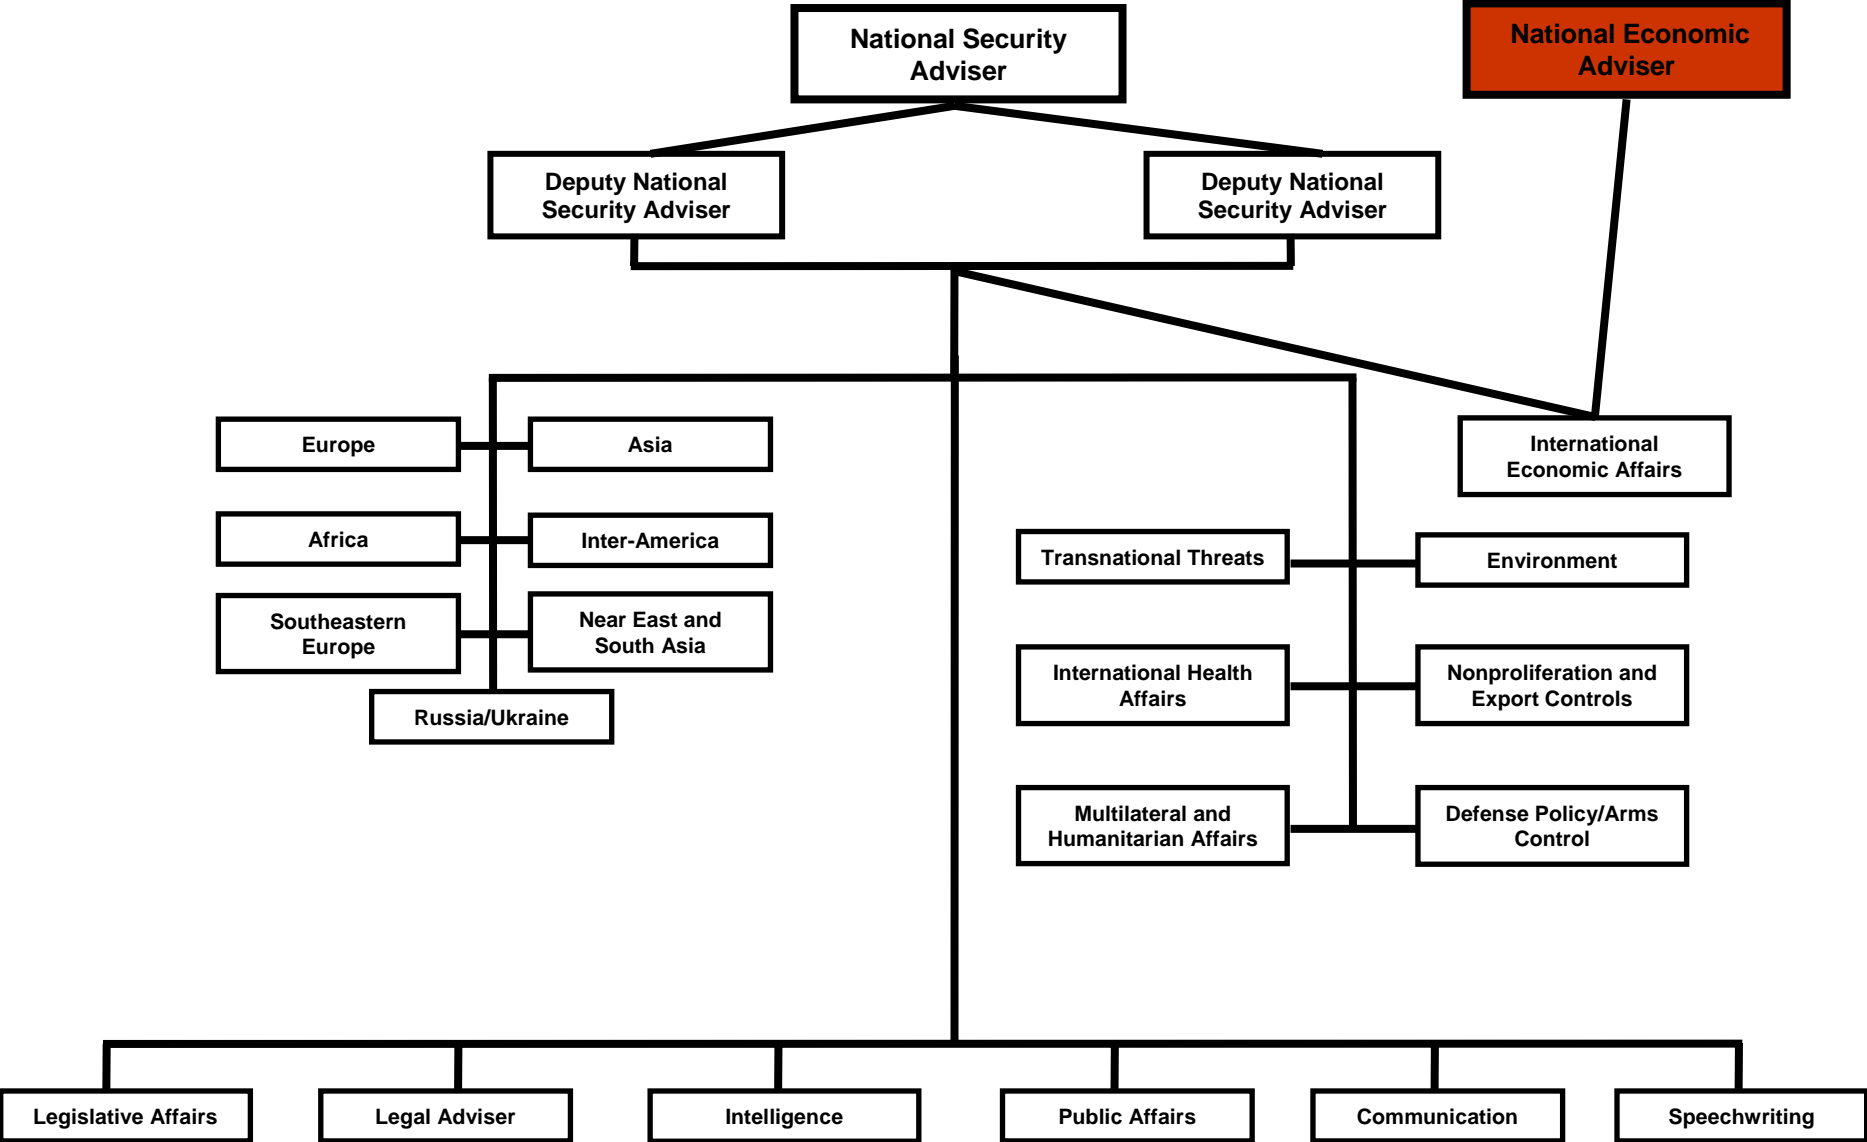 National Security
Adviser
National Economic
Adviser
Deputy National
Security Adviser
Deputy National
Security Adviser
Europe
Asia
International
Economic Affairs
Africa
Inter-America
Transnational Threats
Environment
Southeastern
Europe
Near East and
South Asia
International Health
Affairs
Nonproliferation and
Export Controls
Russia/Ukraine
Multilateral and
Humanitarian Affairs
Defense Policy/Arms
Control
Legislative Affairs
Legal Adviser
Intelligence
Public Affairs
Communication
Speechwriting